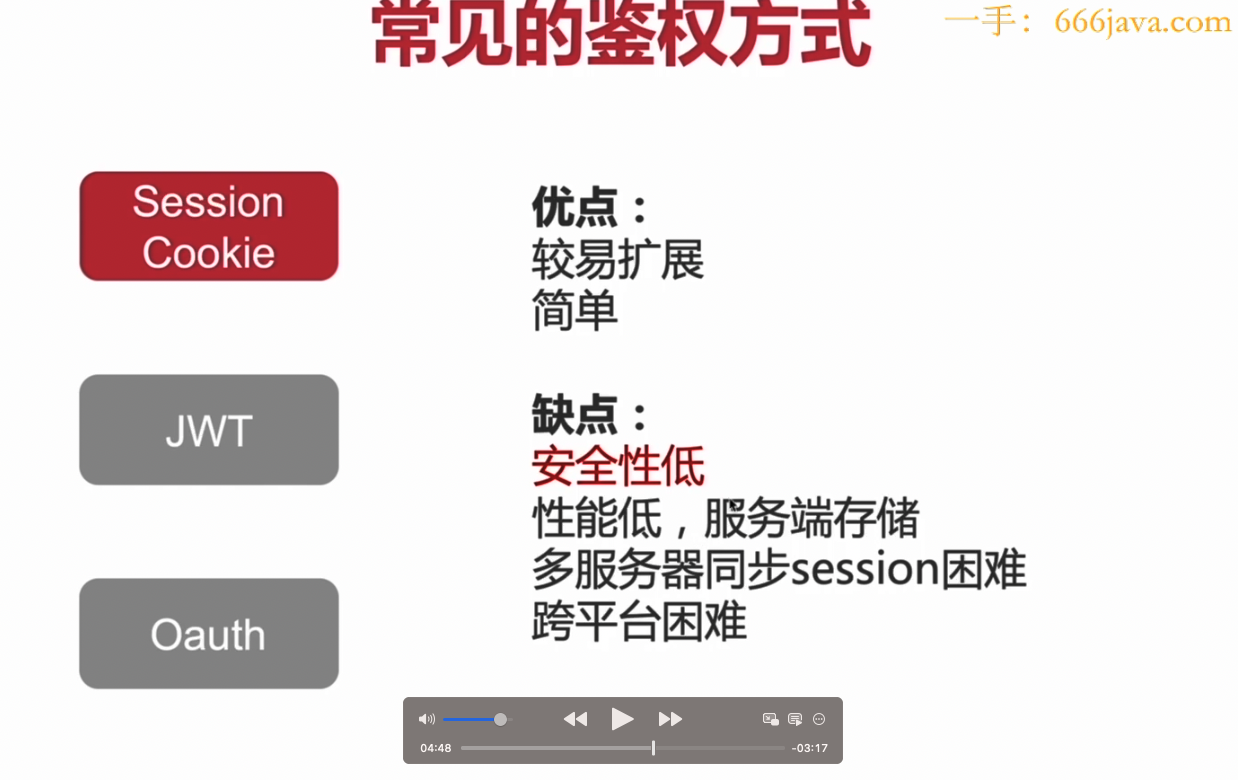 常见的鉴权方式
一手：666java.com
Session
Cookie
优点：
较易扩展
简单
JWT
缺点：
安全性低
性能低，服务端存储
多服务器同步session困难
跨平台困难
Oauth
04:48
-03:17